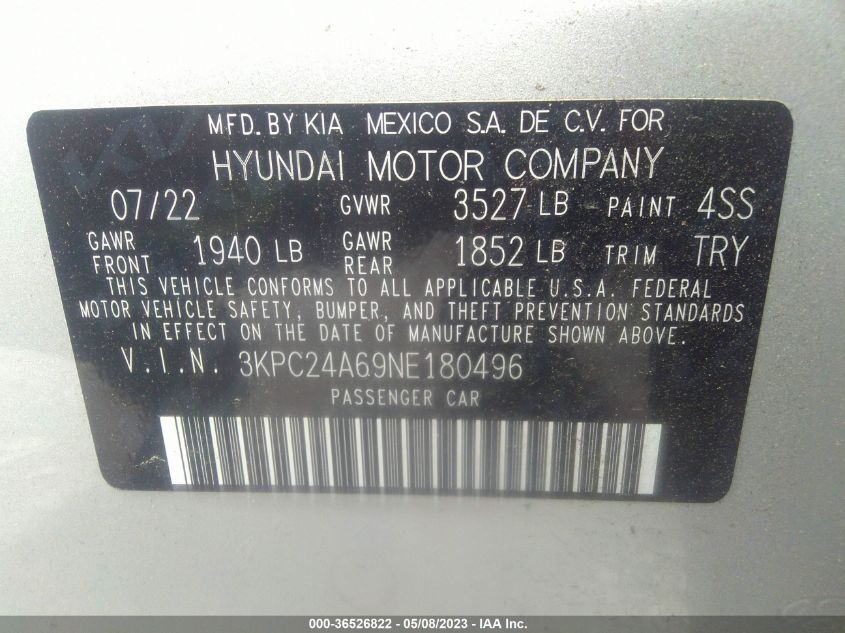 MFD. BY KIA MEXICO S.A. DE C.V. FOR
HYUNDAI MOTOR COMPANY
07/22 GVWR 3527 LB PAINT 4SS
GAWR FRONT 1940 LB GAWR REAR 1852 LB TRIM TRY
THIS VEHICLE CONFORMS TO ALL APPLICABLE U.S.A. FEDERAL
MOTOR VEHICLE SAFETY, BUMPER, AND THEFT PREVENTION STANDARDS
IN EFFECT ON THE DATE OF MANUFACTURE SHOWN ABOVE.
V.I.N. 3KPC24A69NE180496
PASSENGER CAR
000-36526822 - 05/08/2023 - IAA Inc.